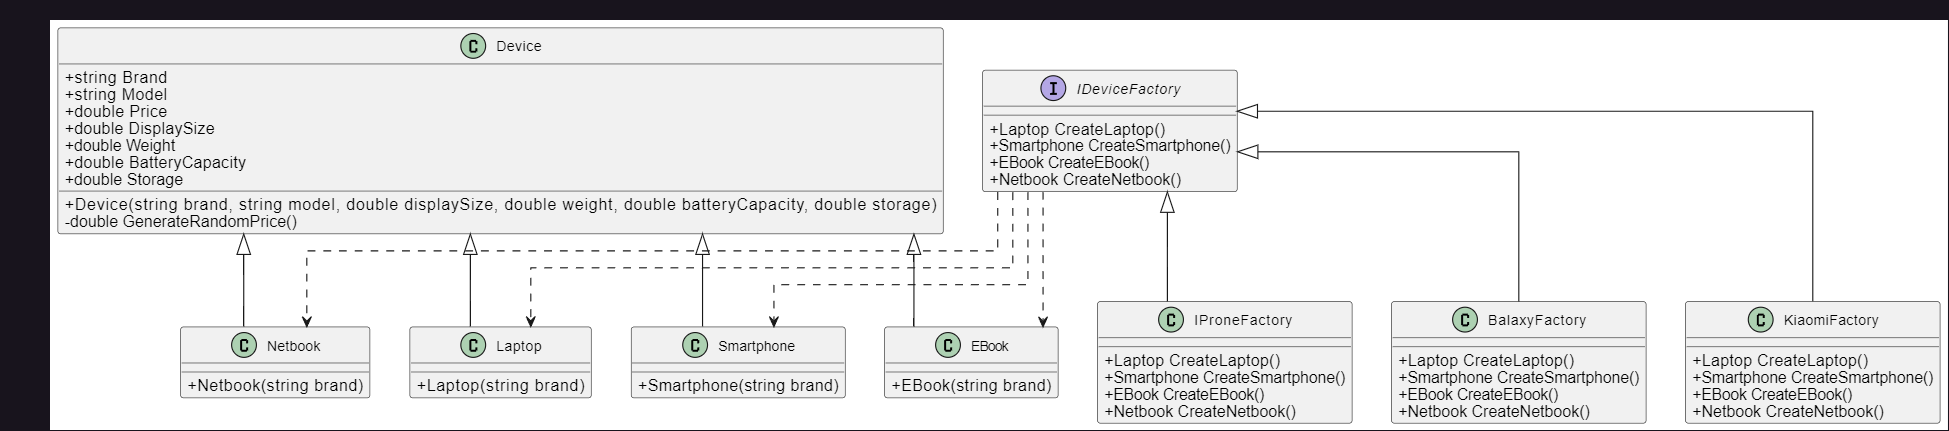 C Device
+string Brand
+string Model
+double Price
+double DisplaySize
+double Weight
+double BatteryCapacity
+double Storage
+Device(string brand, string model, double displaySize, double weight, double batteryCapacity, double storage)
-double GenerateRandomPrice()
I IDeviceFactory
+Laptop CreateLaptop()
+Smartphone CreateSmartphone()
+EBook CreateEBook()
+Netbook CreateNetbook()
C Netbook
+Netbook(string brand)
C Laptop
+Laptop(string brand)
C Smartphone
+Smartphone(string brand)
C EBook
+EBook(string brand)
C IProneFactory
+Laptop CreateLaptop()
+Smartphone CreateSmartphone()
+EBook CreateEBook()
+Netbook CreateNetbook()
C BalaxyFactory
+Laptop CreateLaptop()
+Smartphone CreateSmartphone()
+EBook CreateEBook()
+Netbook CreateNetbook()
C KiaomiFactory
+Laptop CreateLaptop()
+Smartphone CreateSmartphone()
+EBook CreateEBook()
+Netbook CreateNetbook()